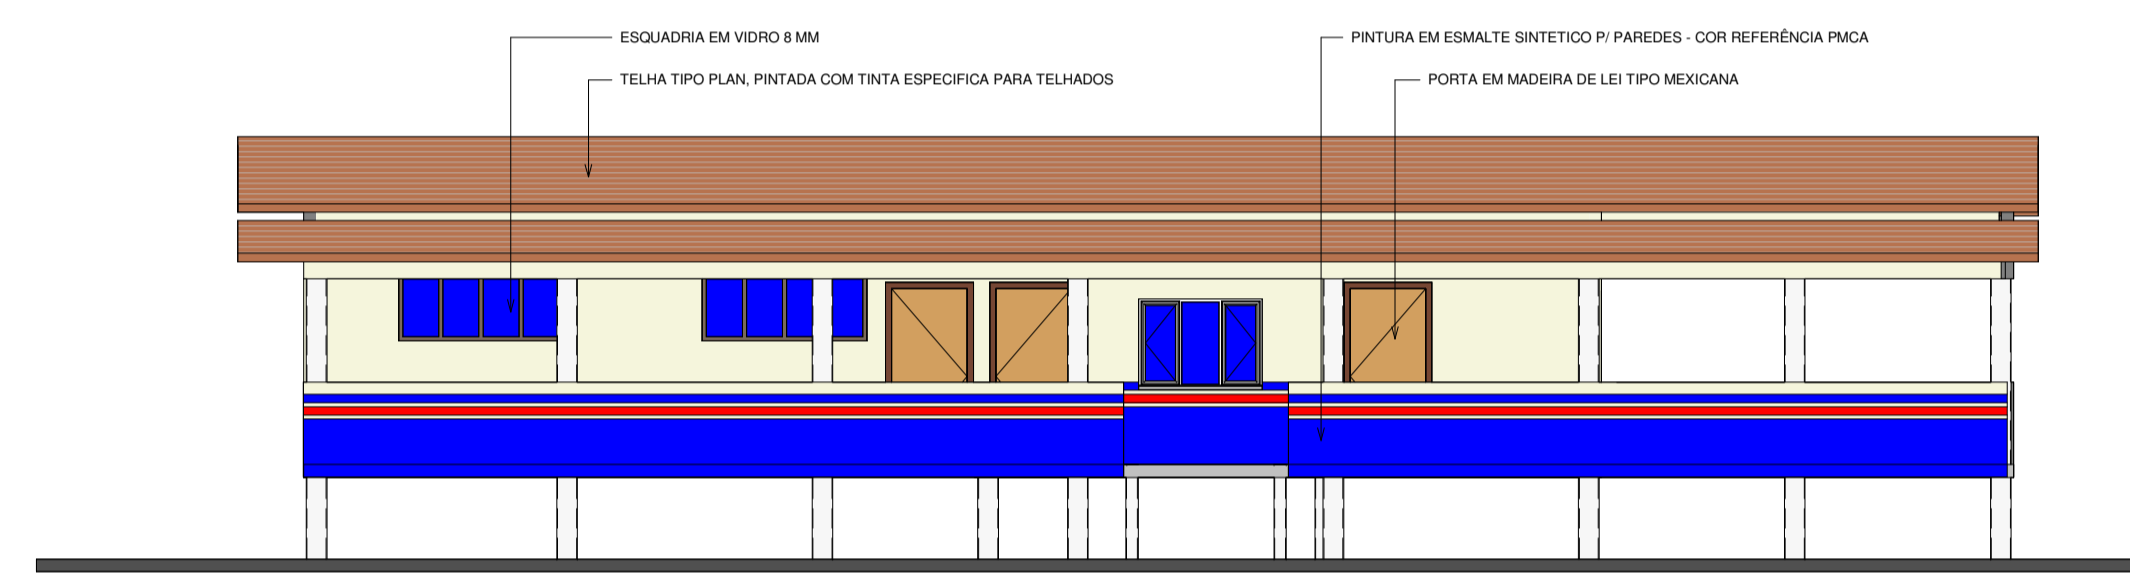 ESQUADRIA EM VIDRO 8 MM
PINTURA EM ESMALTE SINTETICO P/ PAREDES - COR REFERÊNCIA PMCA
TELHA TIPO PLAN, PINTADA COM TINTA ESPECIFICA PARA TELHADOS
PORTA EM MADEIRA DE LEI TIPO MEXICANA